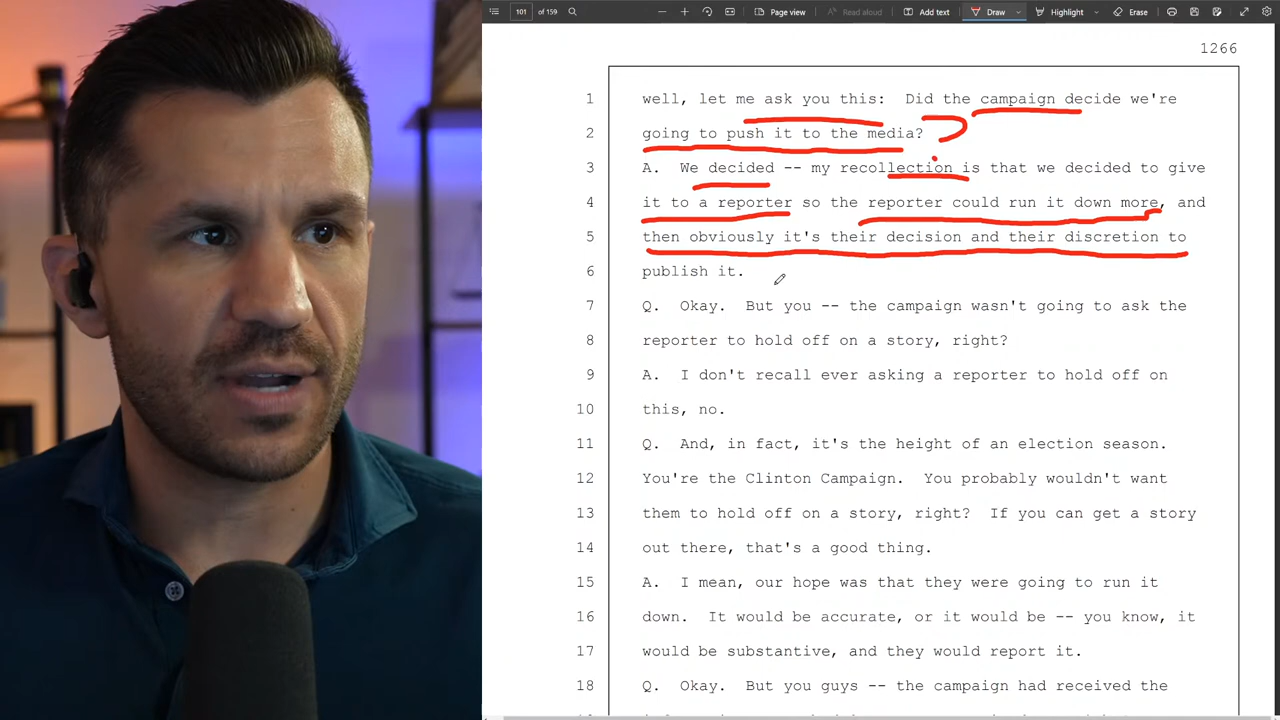 101 of 159 Page view Read aloud Add text Draw Highlight Erase
1266
1 well, let me ask you this: Did the campaign decide we're
2 going to push it to the media?
3 A. We decided -- my recollection is that we decided to give
4 it to a reporter so the reporter could run it down more, and
5 then obviously it's their decision and their discretion to
6 publish it.
7 Q. Okay. But you -- the campaign wasn't going to ask the
8 reporter to hold off on a story, right?
9 A. I don't recall ever asking a reporter to hold off on
10 this, no.
11 Q. And, in fact, it's the height of an election season.
12 You're the Clinton Campaign. You probably wouldn't want
13 them to hold off on a story, right? If you can get a story
14 out there, that's a good thing.
15 A. I mean, our hope was that they were going to run it
16 down. It would be accurate, or it would be -- you know, it
17 would be substantive, and they would report it.
18 Q. Okay. But you guys -- the campaign had received the